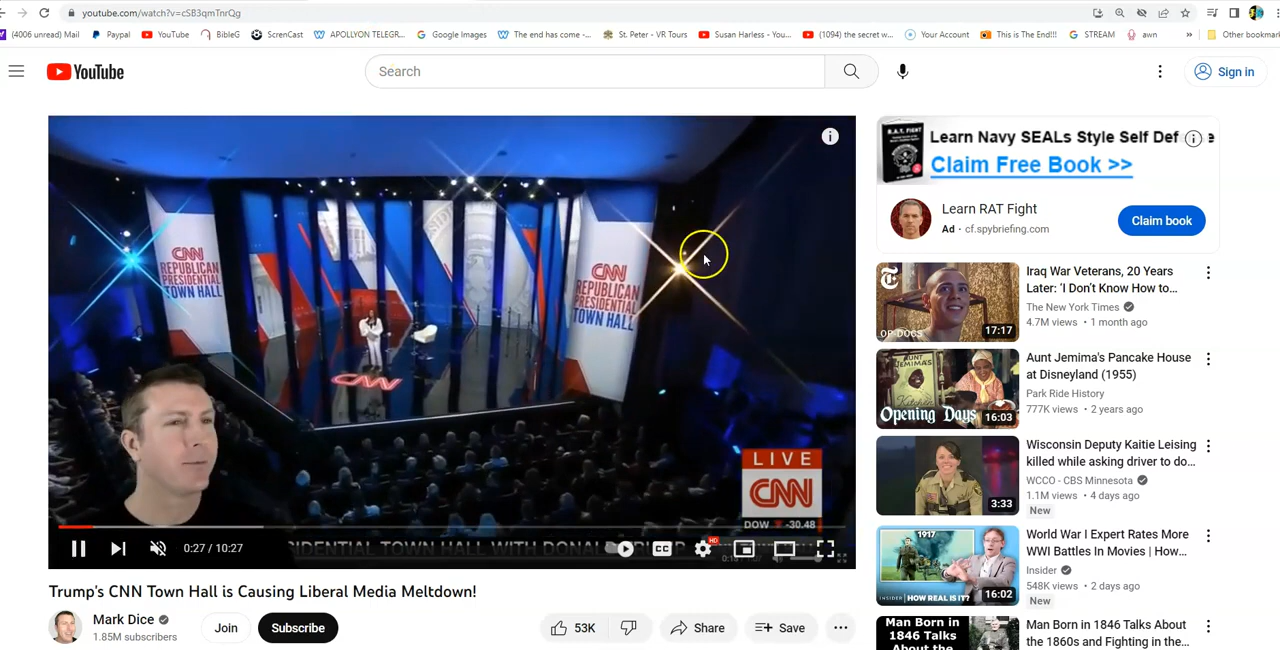 youtube.com/watch?v=cSB3qmTnrQg
(4006 unread) Mail
Paypal
YouTube
BibleG
ScrenCast
APOLLYON TELEGR...
Google Images
The end has come -...
St. Peter - VR Tours
Susan Harless - You...
(1094) the secret w...
Your Account
This is The End!!!
STREAM
awn
»
Other bookmar
YouTube
Search
Sign in
CNN
REPUBLICAN
PRESIDENTIAL
TOWN HALL
CNN
REPUBLICAN
PRESIDENTIAL
TOWN HALL
CNN
LIVE
CNN
DOW ▼ -30.48
IDENTIAL TOWN HALL WITH DONAL
0:27 / 10:27
CC
HD
Trump's CNN Town Hall is Causing Liberal Media Meltdown!
Mark Dice
1.85M subscribers
Join
Subscribe
53K
Share
Save
R.A.T. FIGHT
Learn Navy SEALs Style Self Def e
Claim Free Book >>
Learn RAT Fight
Ad · cf.spybriefing.com
Claim book
OP-DOCS
17:17
Iraq War Veterans, 20 Years
Later: 'I Don't Know How to...
The New York Times
4.7M views • 1 month ago
AUNT
JEMIMA'S
Opening Days
16:03
Aunt Jemima's Pancake House
at Disneyland (1955)
Park Ride History
777K views • 2 years ago
3:33
Wisconsin Deputy Kaitie Leising
killed while asking driver to do...
WCCO - CBS Minnesota
1.1M views • 4 days ago
New
1917
INSIDER
HOW REAL IS IT?
16:02
World War I Expert Rates More
WWI Battles In Movies | How...
Insider
548K views • 2 days ago
New
Man Born in
1846 Talks
About the
Man Born in 1846 Talks About
the 1860s and Fighting in the...